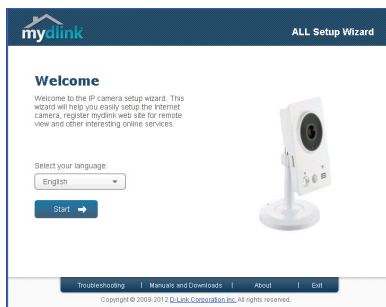 mydlink
ALL Setup Wizard
Welcome
Welcome to the IP camera setup wizard. This
wizard will help you easily setup the Internet
camera, register mydlink web site for remote
view and other interesting online services.
Select your language:
English
Start
Troubleshooting | Manuals and Downloads | About | Exit
Copyright © 2009-2012 D-Link Corporation Inc. All rights reserved.